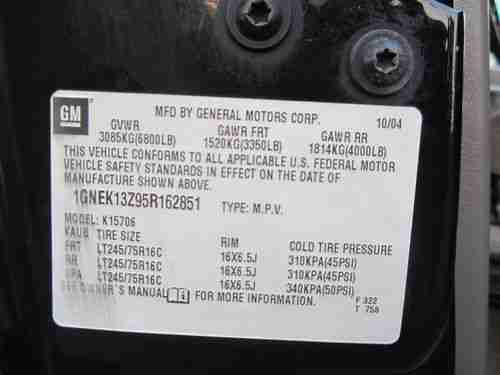 GM
MFD BY GENERAL MOTORS CORP. 10/04
GVWR GAWR FRT GAWR RR
3085KG(6800LB) 1520KG(3350LB) 1814KG(4000LB)
THIS VEHICLE CONFORMS TO ALL APPLICABLE U.S. FEDERAL MOTOR
VEHICLE SAFETY STANDARDS IN EFFECT ON THE DATE OF
MANUFACTURE SHOWN ABOVE.
1GNEK13Z95R162851 TYPE: M.P.V.
MODEL: K15706
VAUB TIRE SIZE RIM COLD TIRE PRESSURE
FRT LT245/75R16C 16X6.5J 310KPA(45PSI)
RR LT245/75R16C 16X6.5J 310KPA(45PSI)
SPA LT245/75R16C 16X6.5J 340KPA(50PSI)
SEE OWNER'S MANUAL FOR MORE INFORMATION. F 322
T 758